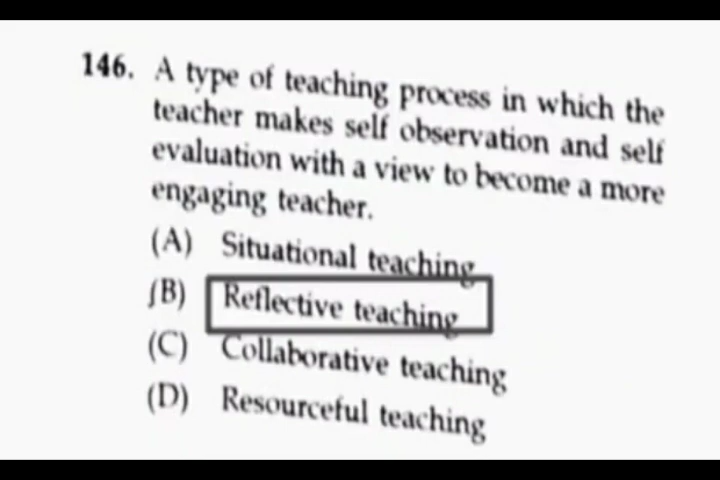 146. A type of teaching process in which the
teacher makes self observation and self
evaluation with a view to become a more
engaging teacher.
(A) Situational teaching
(B) Reflective teaching
(C) Collaborative teaching
(D) Resourceful teaching